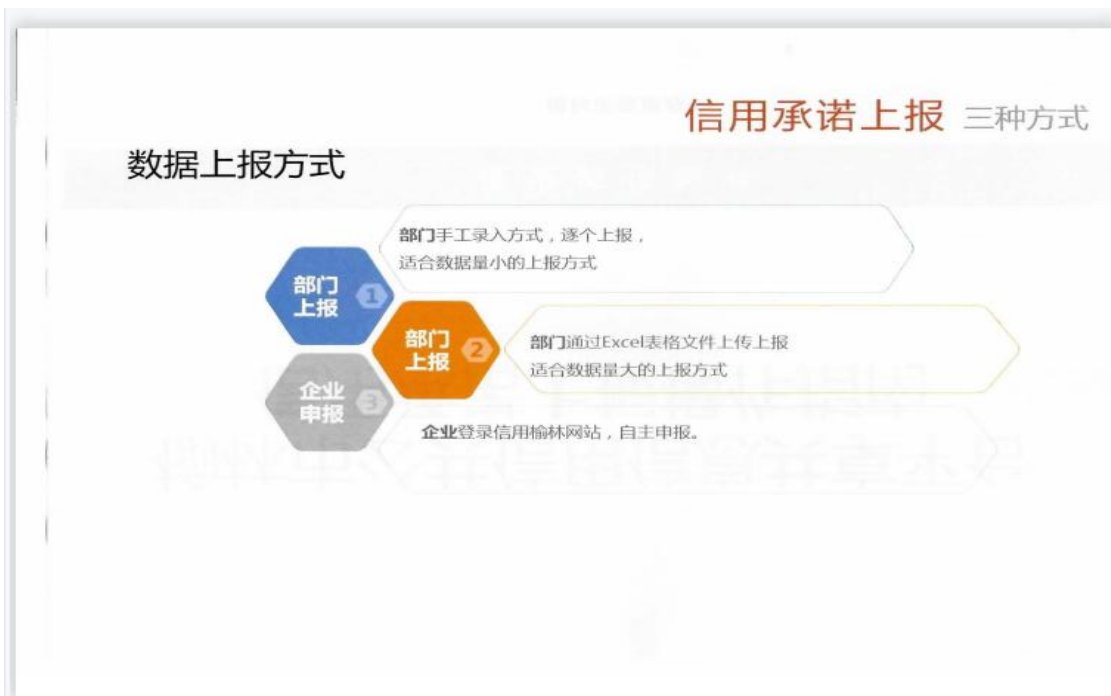 信用承诺上报 三种方式
数据上报方式
部门手工录入方式，逐个上报，
适合数据量小的上报方式
部门
上报
1
部门
上报
2
部门通过Excel表格文件上传上报
适合数据量大的上报方式
企业
申报
3
企业登录信用榆林网站，自主申报。